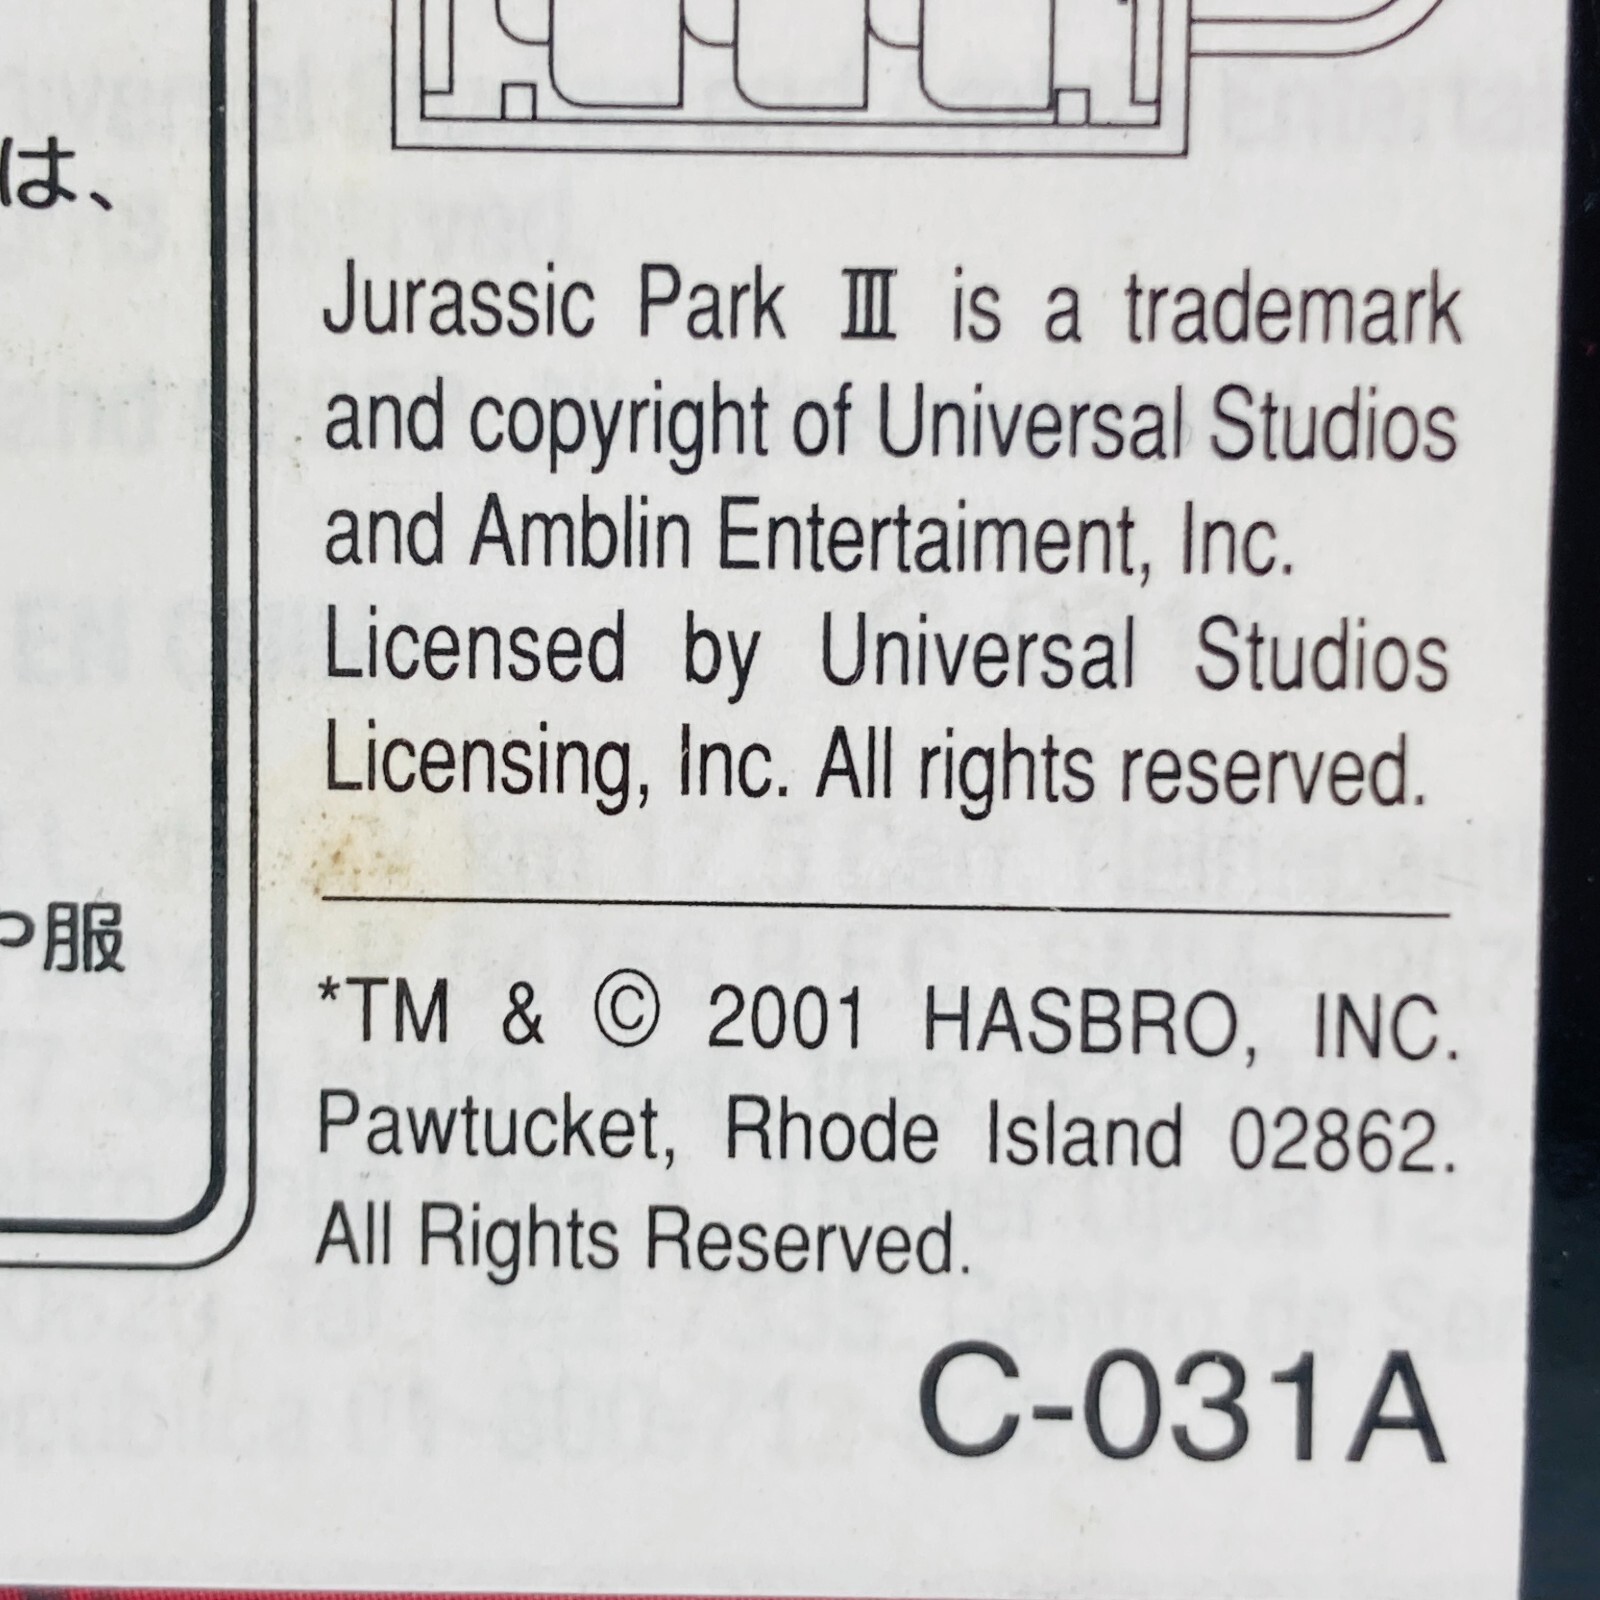 は、
Jurassic Park Ⅲ is a trademark
and copyright of Universal Studios
and Amblin Entertaiment, Inc.
Licensed by Universal Studios
Licensing, Inc. All rights reserved.
つ服
*TM & © 2001 HASBRO, INC.
Pawtucket, Rhode Island 02862.
All Rights Reserved.
C-031A